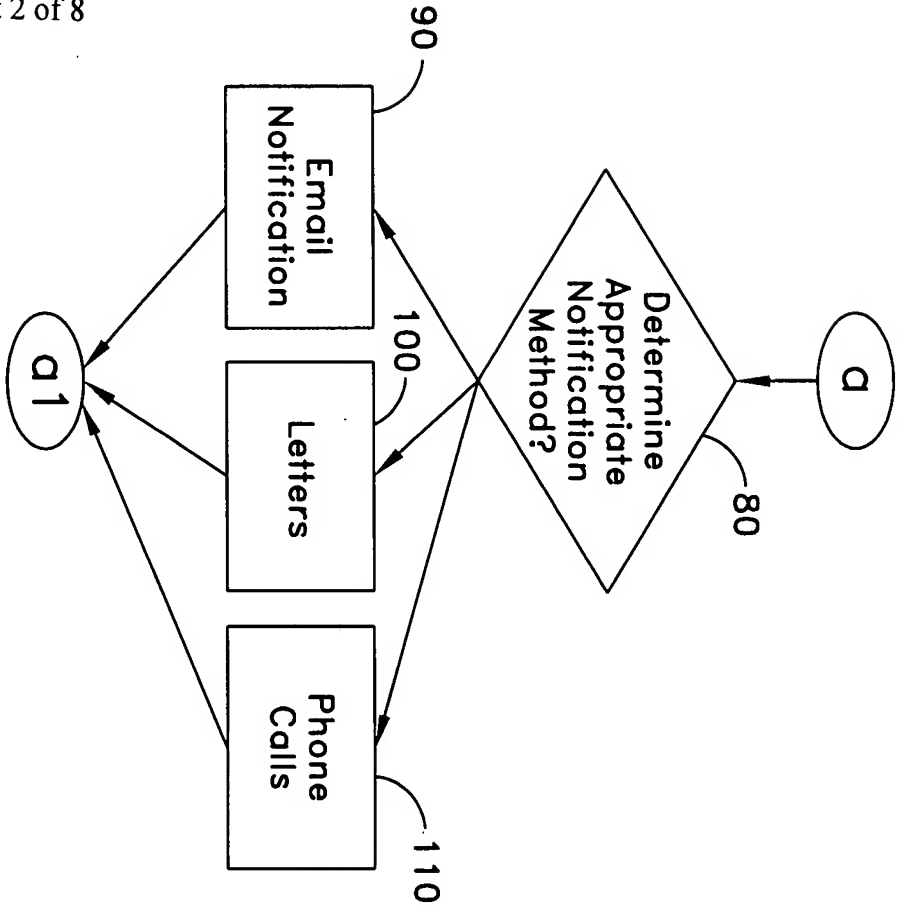 2 of 8
a
80
Determine
Appropriate
Notification
Method?
90
Email
Notification
100
Letters
110
Phone
Calls
a1